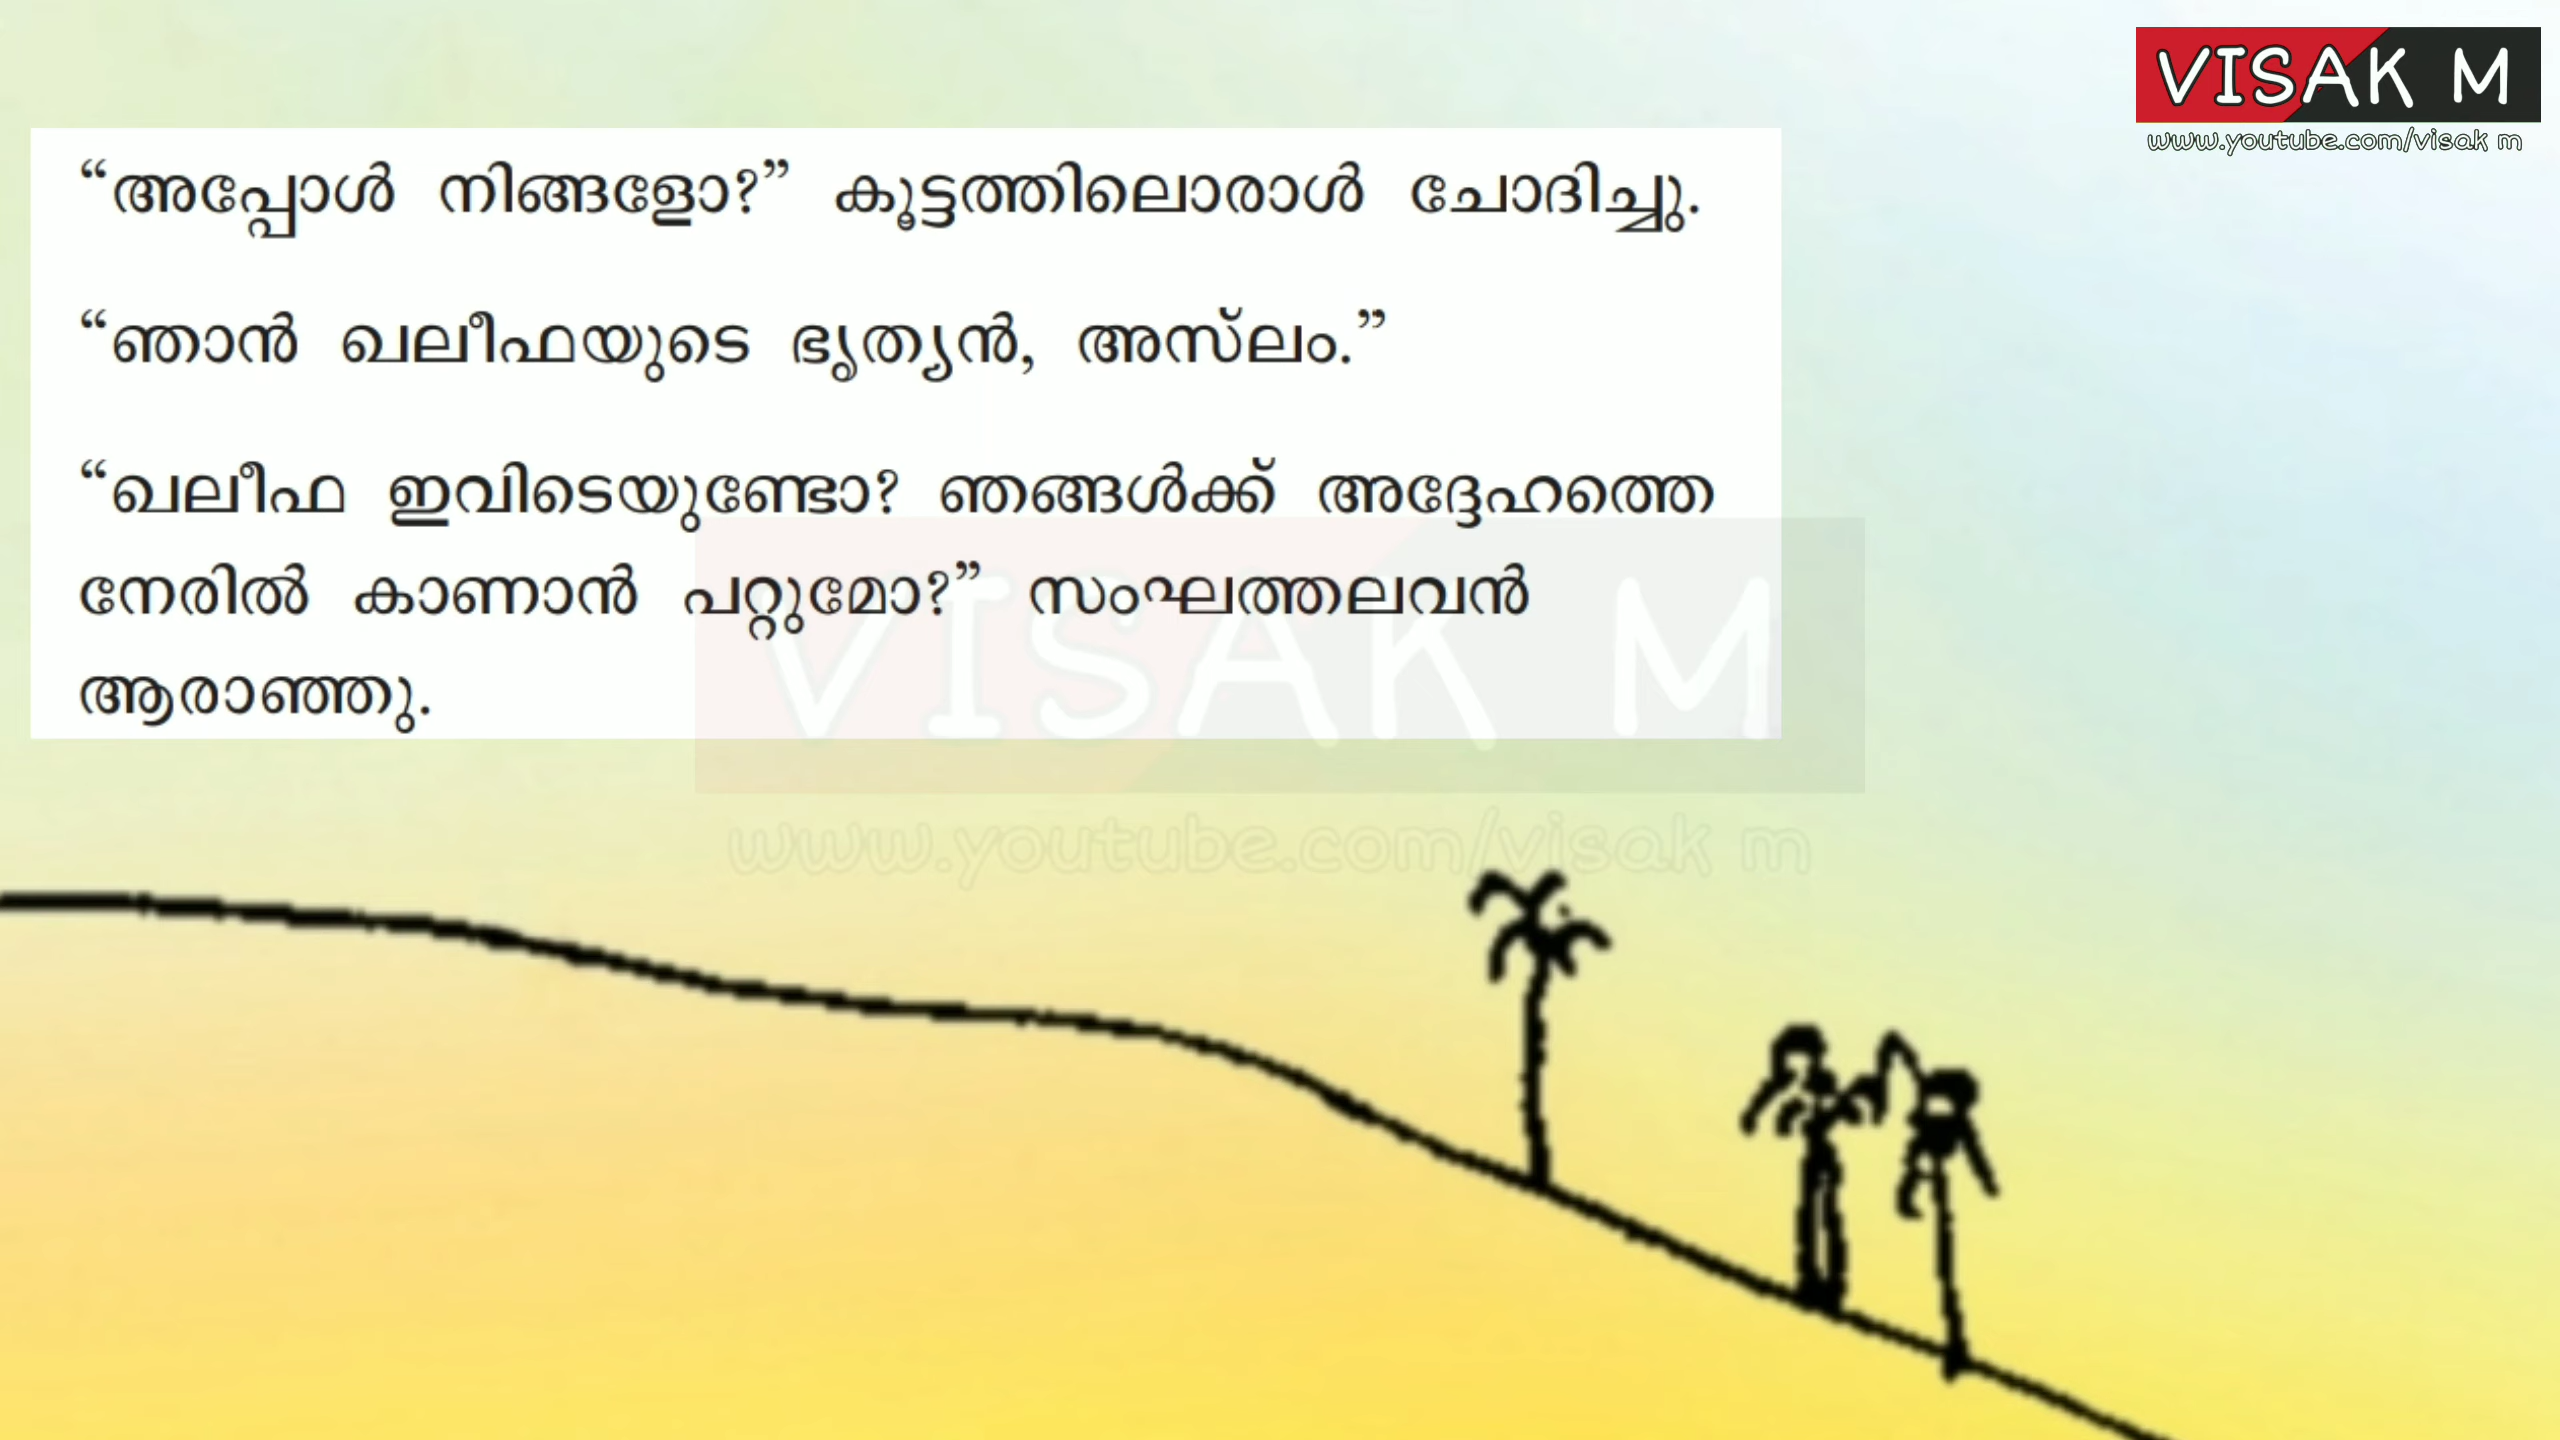 VISAK M
www.youtube.com/visak m
“അപ്പോൾ നിങ്ങളോ?” കൂട്ടത്തിലൊരാൾ ചോദിച്ചു.
“ഞാൻ ഖലീഫയുടെ ഭൃത്യൻ, അസ്‌ലം.”
“ഖലീഫ ഇവിടെയുണ്ടോ? ഞങ്ങൾക്ക് അദ്ദേഹത്തെ
നേരിൽ കാണാൻ പറ്റുമോ?” സംഘത്തലവൻ
ആരാഞ്ഞു.
VISAK M
www.youtube.com/visak m